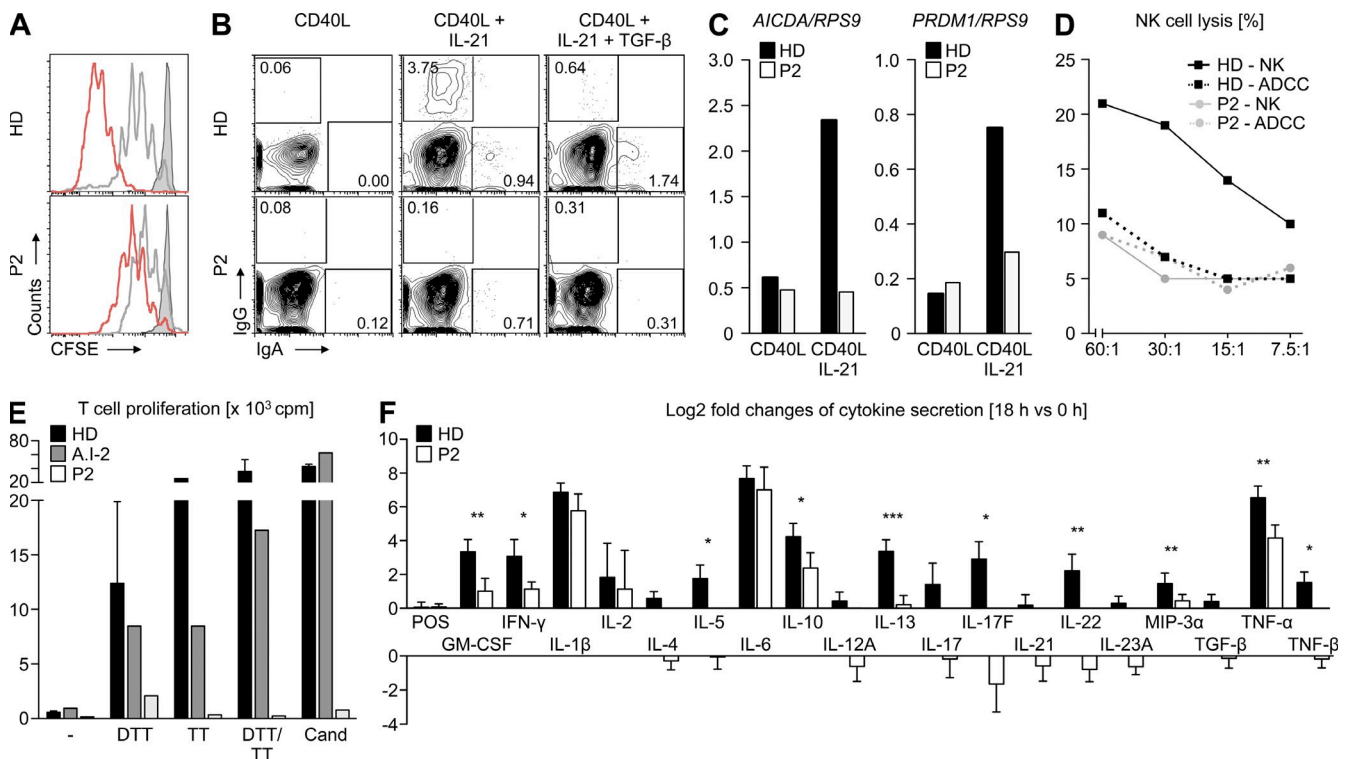 A
HD
P2
Counts
CFSE
B
CD40L
CD40L +
IL-21
CD40L +
IL-21 + TGF-β
HD
0.06
0.00
3.75
0.94
0.64
1.74
P2
0.08
0.12
0.16
0.71
0.31
0.31
IgG
IgA
C
AICDA/RPS9
HD
P2
3.0
2.5
2.0
1.5
1.0
0.5
0
CD40L
CD40L
IL-21
PRDM1/RPS9
HD
P2
1.0
0.8
0.6
0.4
0.2
0
CD40L
CD40L
IL-21
D
NK cell lysis [%]
HD - NK
HD - ADCC
P2 - NK
P2 - ADCC
25
20
15
10
5
0
60:1
30:1
15:1
7.5:1
E
T cell proliferation [x 10³ cpm]
HD
A.I-2
P2
80
20
20
15
10
5
0
-
DTT
TT
DTT/
TT
Cand
F
Log2 fold changes of cytokine secretion [18 h vs 0 h]
HD
P2
10
8
6
4
2
0
** * * * *** * ** ** ** *
POS IFN-γ IL-2 IL-5 IL-10 IL-13 IL-17F IL-22 MIP-3α TNF-α
GM-CSF IL-1β IL-4 IL-6 IL-12A IL-17 IL-21 IL-23A TGF-β TNF-β
0
-2
-4